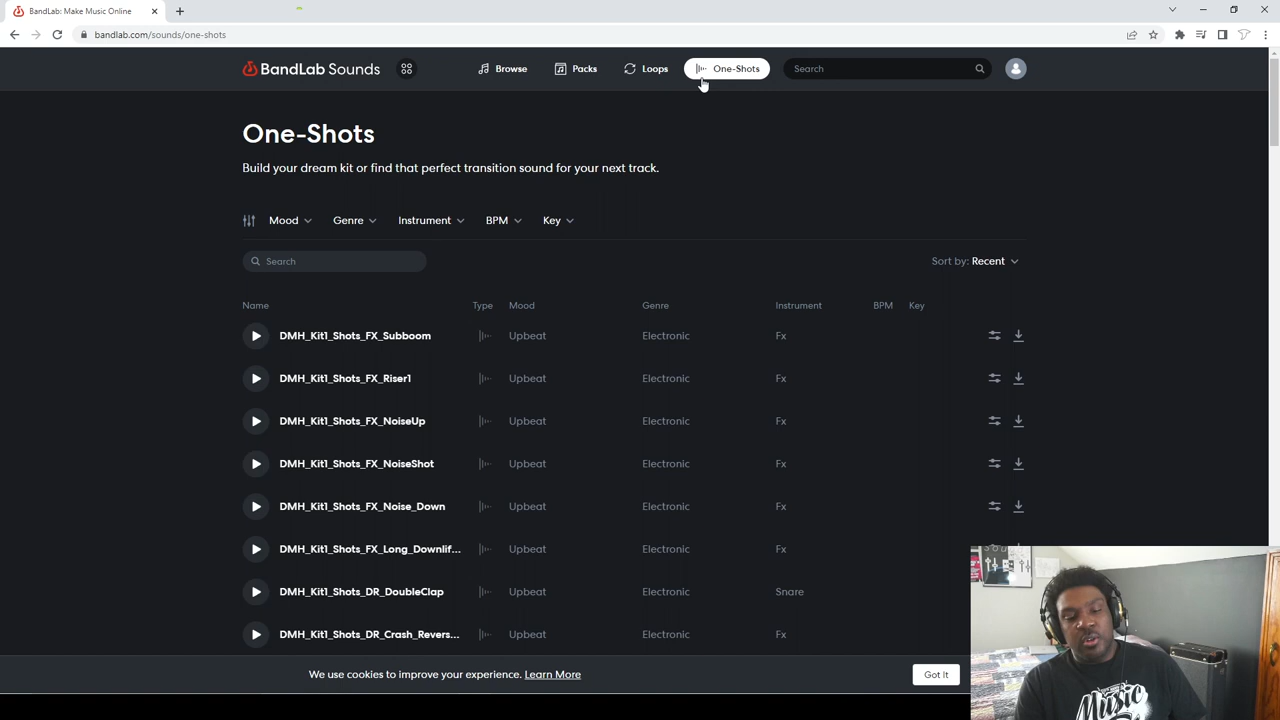 BandLab: Make Music Online
bandlab.com/sounds/one-shots
BandLab Sounds
Browse
Packs
Loops
One-Shots
Search
One-Shots
Build your dream kit or find that perfect transition sound for your next track.
Mood
Genre
Instrument
BPM
Key
Search
Sort by: Recent
Name Type Mood Genre Instrument BPM Key
DMH_Kit1_Shots_FX_Subboom Upbeat Electronic Fx
DMH_Kit1_Shots_FX_Riser1 Upbeat Electronic Fx
DMH_Kit1_Shots_FX_NoiseUp Upbeat Electronic Fx
DMH_Kit1_Shots_FX_NoiseShot Upbeat Electronic Fx
DMH_Kit1_Shots_FX_Noise_Down Upbeat Electronic Fx
DMH_Kit1_Shots_FX_Long_Downlif... Upbeat Electronic Fx
DMH_Kit1_Shots_DR_DoubleClap Upbeat Electronic Snare
DMH_Kit1_Shots_DR_Crash_Revers... Upbeat Electronic Fx
We use cookies to improve your experience. Learn More
Got It
Music